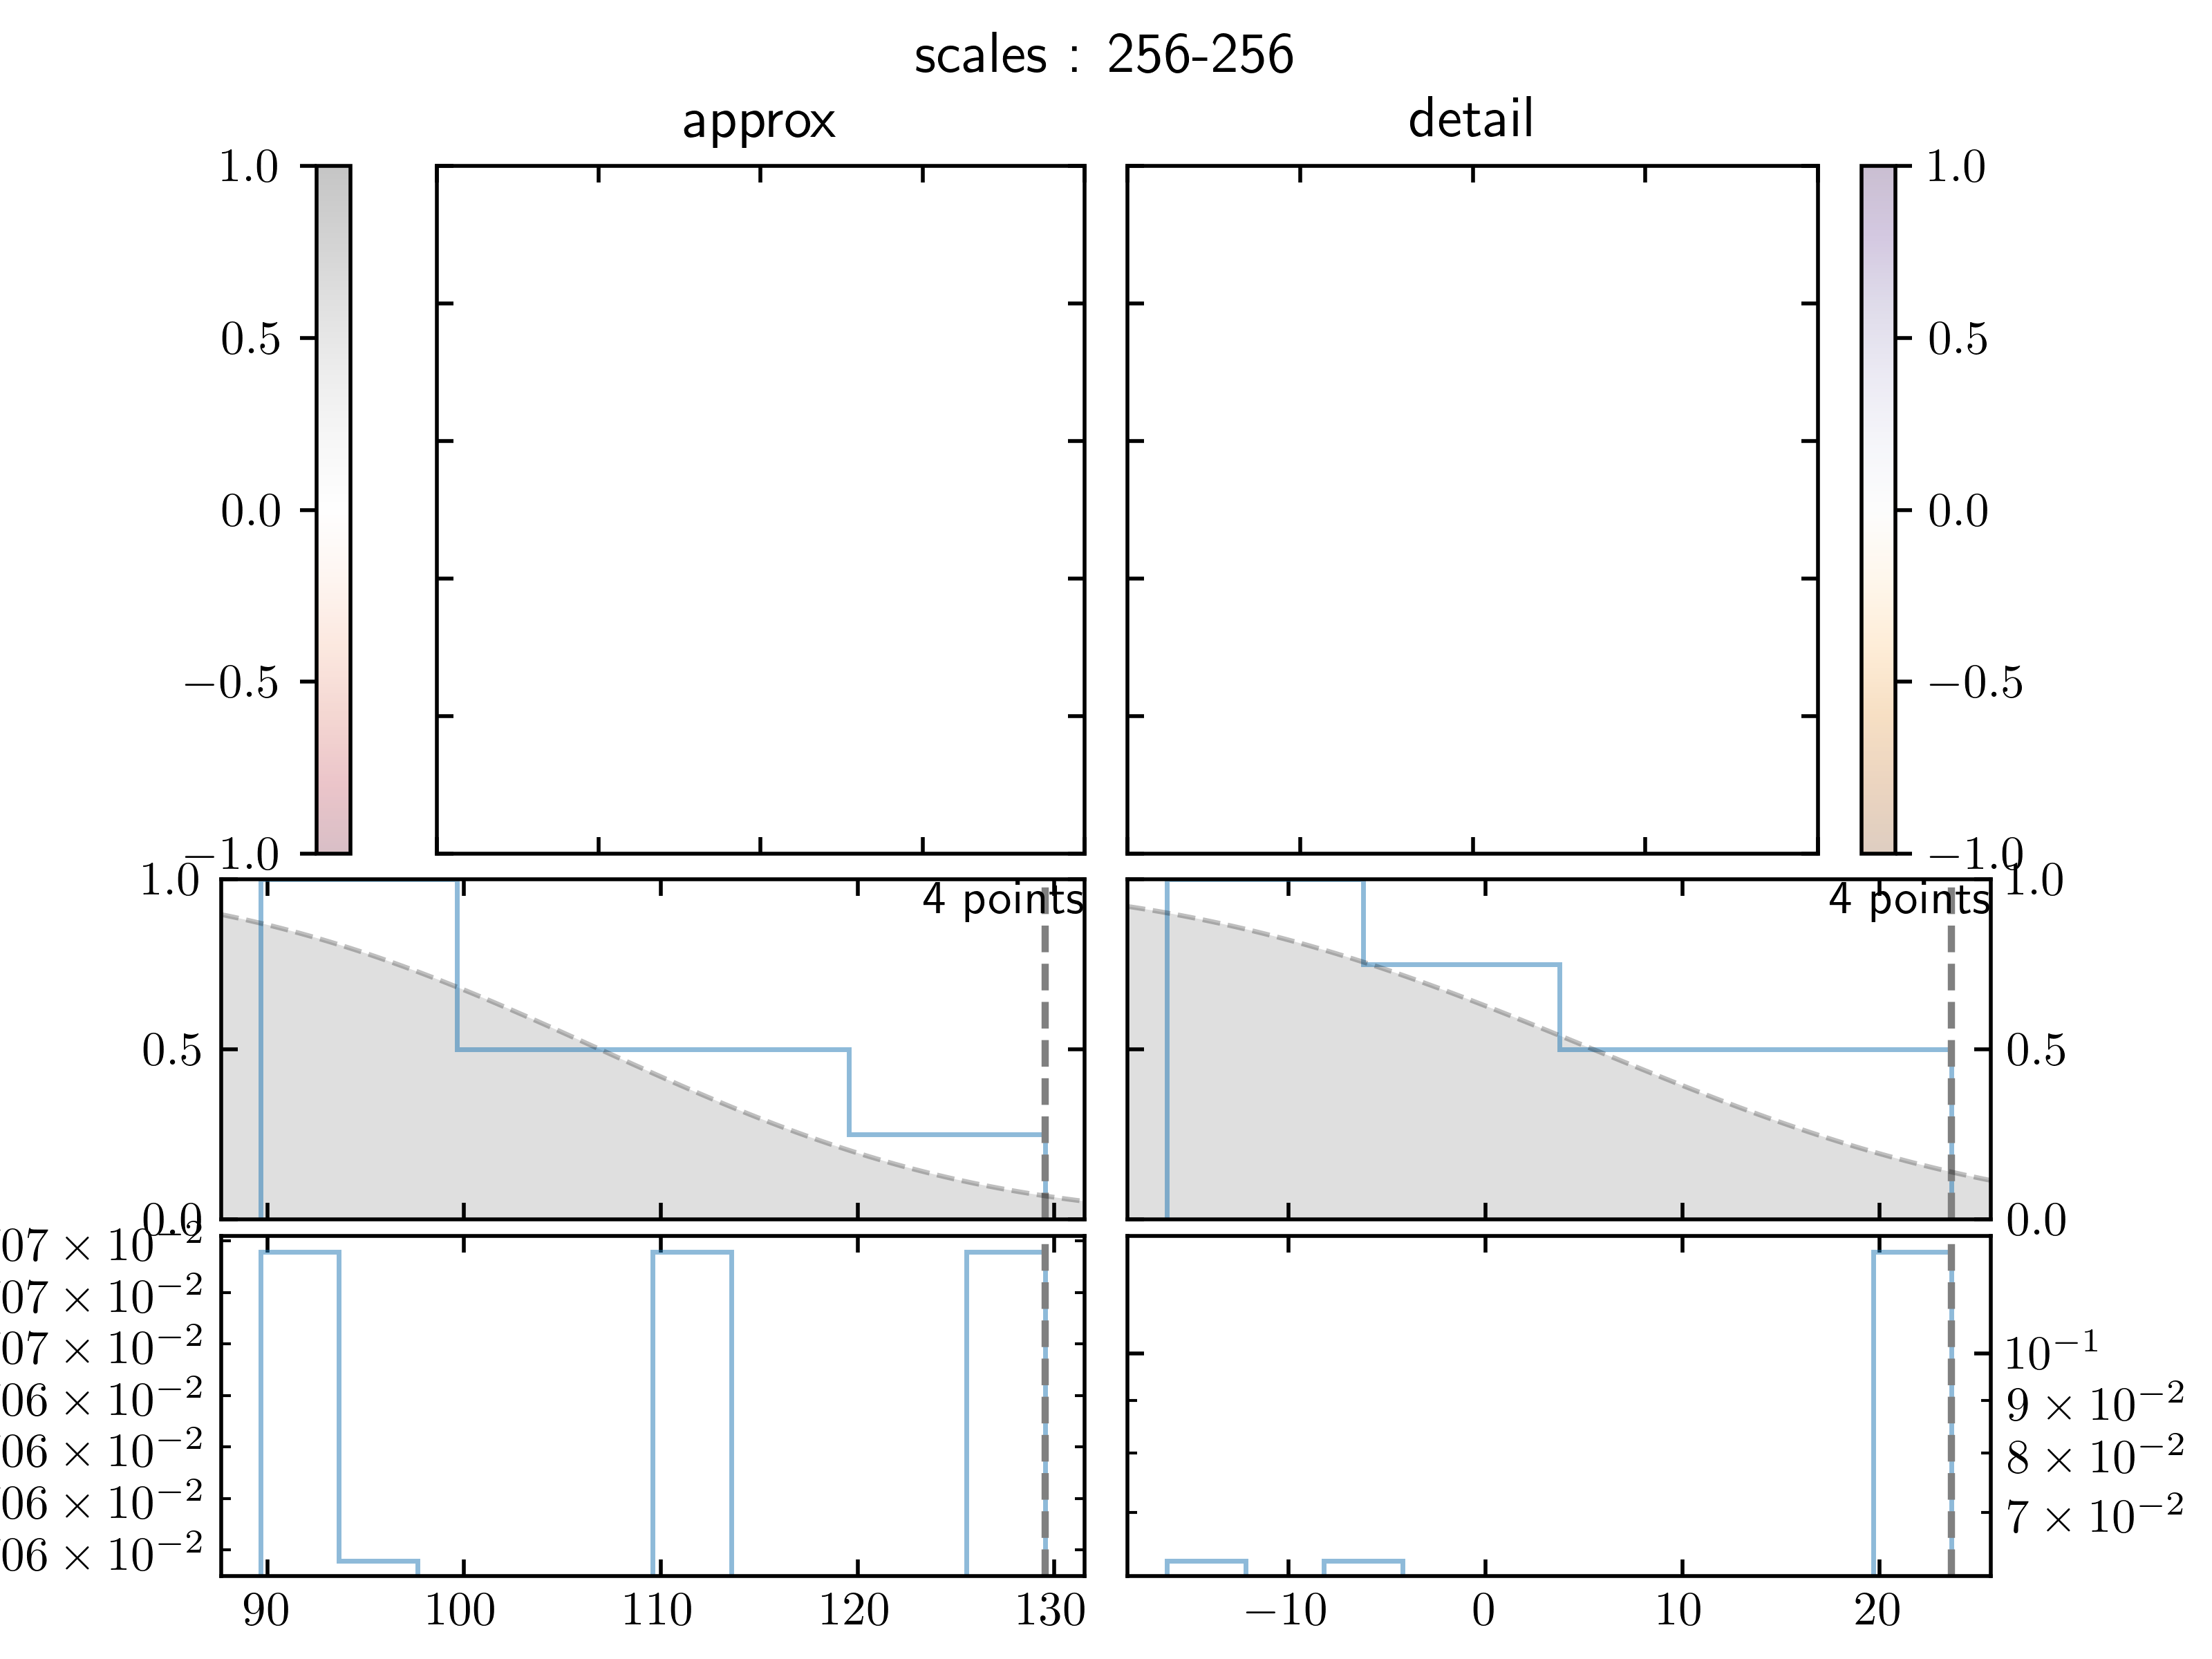 scales : 256-256
approx detail
1.0 1.0
0.5 0.5
0.0 0.0
−0.5 −0.5
−1.0 −1.0
1.0 4 points 4 points 1.0
0.5 0.5
0.0 0.0
07 × 10⁻²
07 × 10⁻²
07 × 10⁻² 10⁻¹
06 × 10⁻² 9 × 10⁻²
06 × 10⁻² 8 × 10⁻²
06 × 10⁻² 7 × 10⁻²
06 × 10⁻²
90 100 110 120 130 −10 0 10 20